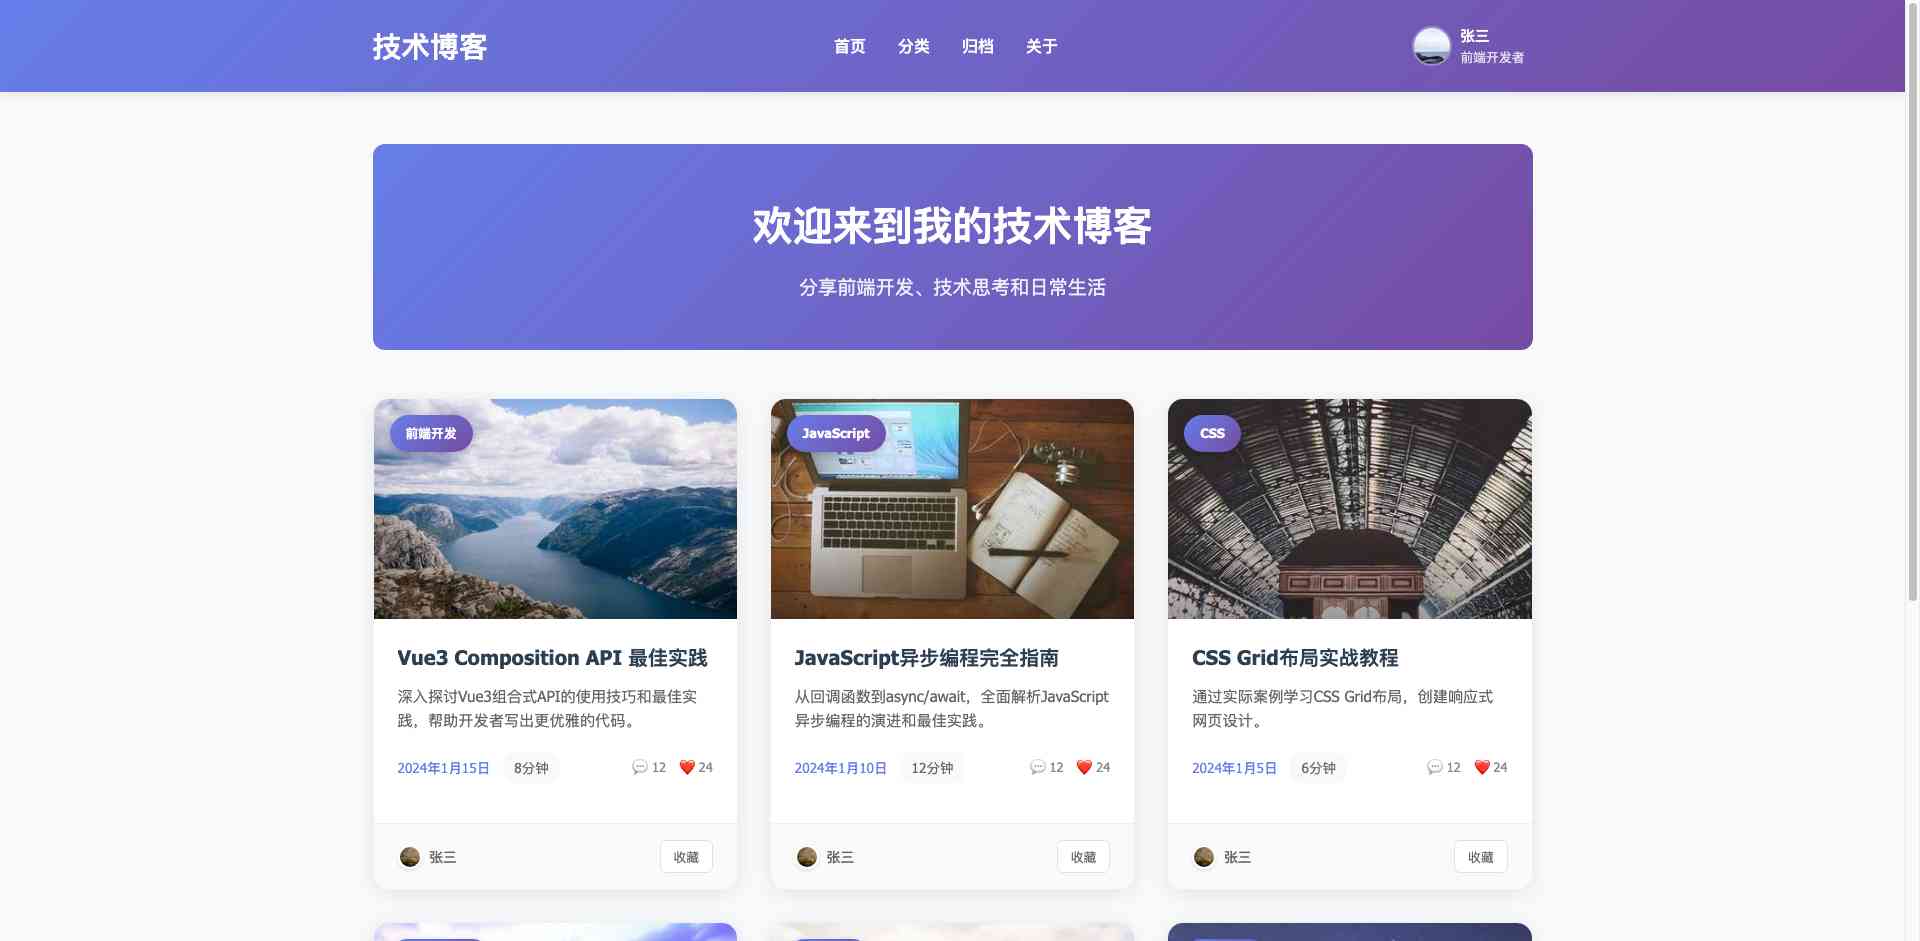 技术博客
首页 分类 归档 关于
张三
前端开发者
欢迎来到我的技术博客
分享前端开发、技术思考和日常生活
前端开发
Vue3 Composition API 最佳实践
深入探讨Vue3组合式API的使用技巧和最佳实
践，帮助开发者写出更优雅的代码。
2024年1月15日 8分钟 12 24
张三 收藏
JavaScript
JavaScript异步编程完全指南
从回调函数到async/await，全面解析JavaScript
异步编程的演进和最佳实践。
2024年1月10日 12分钟 12 24
张三 收藏
CSS
CSS Grid布局实战教程
通过实际案例学习CSS Grid布局，创建响应式
网页设计。
2024年1月5日 6分钟 12 24
张三 收藏